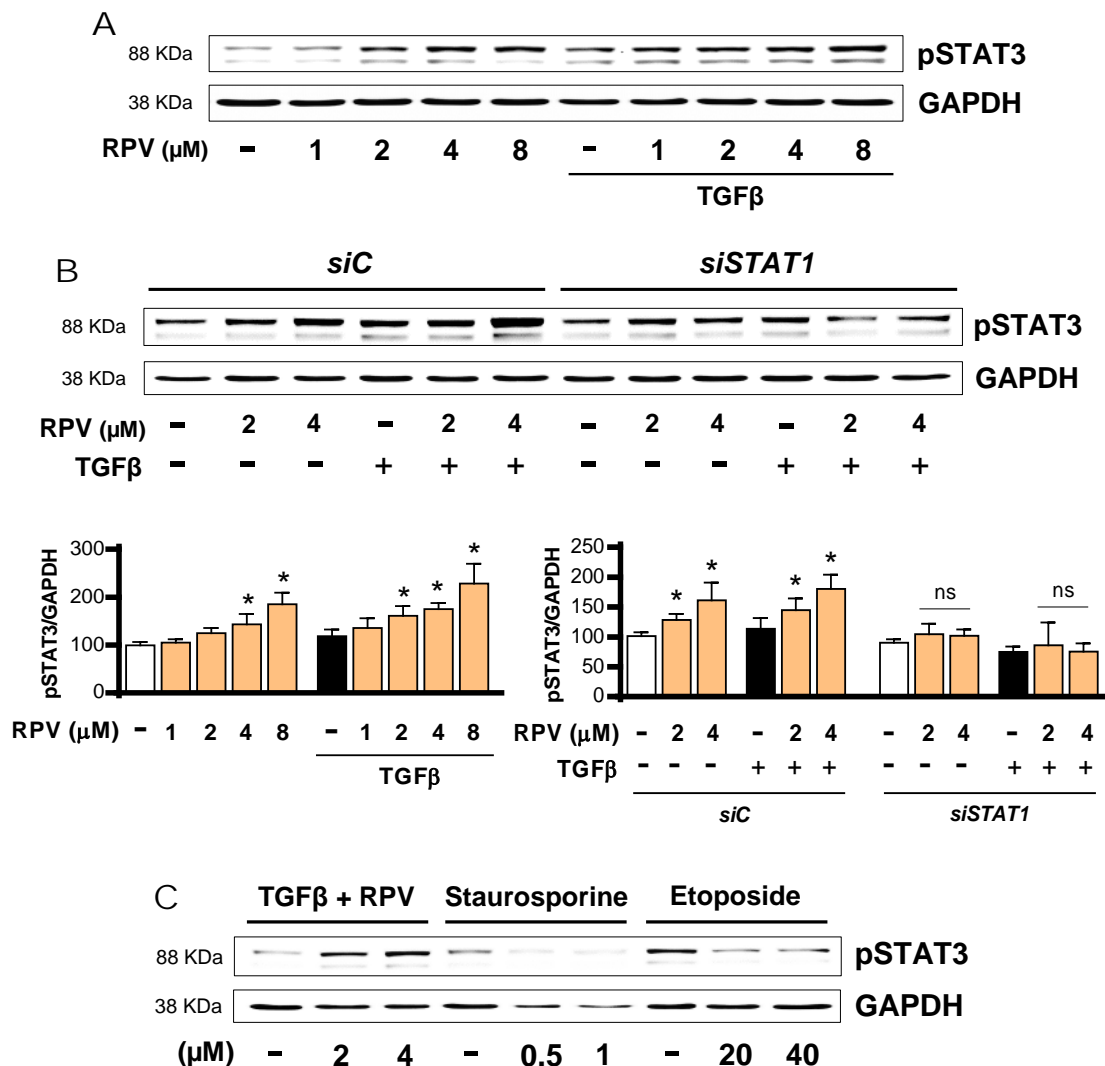 A
88 KDa pSTAT3
38 KDa GAPDH
RPV (µM) - 1 2 4 8 - 1 2 4 8
TGFβ
B siC siSTAT1
88 KDa pSTAT3
38 KDa GAPDH
RPV (µM) - 2 4 - 2 4 - 2 4 - 2 4
TGFβ - - - + + + - - - + + +
pSTAT3/GAPDH
300
200
100
0
* * * * *
RPV (µM) - 1 2 4 8 - 1 2 4 8
TGFβ
pSTAT3/GAPDH
250
200
150
100
50
0
* * * * ns ns
RPV (µM) - 2 4 - 2 4 - 2 4 - 2 4
TGFβ - - - + + + - - - + + +
siC siSTAT1
C TGFβ + RPV Staurosporine Etoposide
88 KDa pSTAT3
38 KDa GAPDH
(µM) - 2 4 - 0.5 1 - 20 40